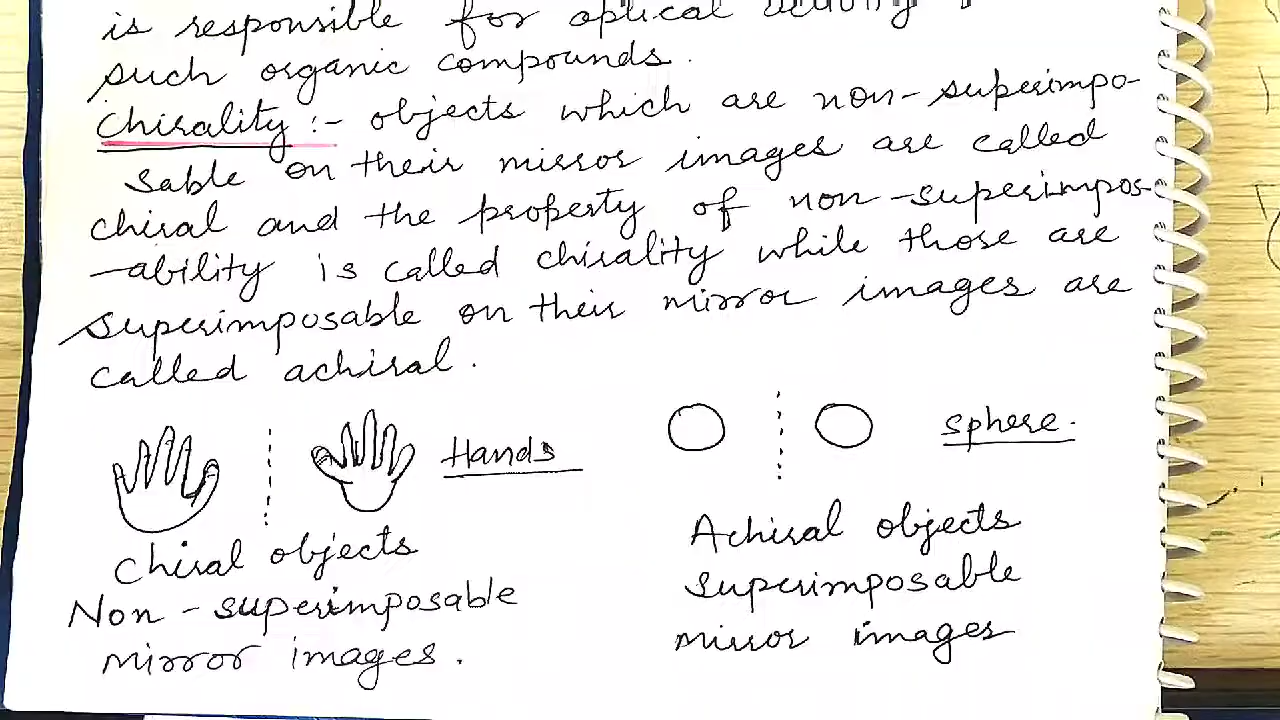 is responsible for optical
such organic compounds.
Chirality :- objects which are non-superimpo-
sable on their mirror images are called
chiral and the property of non-superimpos-
-ability is called chirality while those are
superimposable on their mirror images are
called achiral.
Hands
sphere.
Chiral objects
Non-superimposable
mirror images.
Achiral objects
superimposable
mirror images